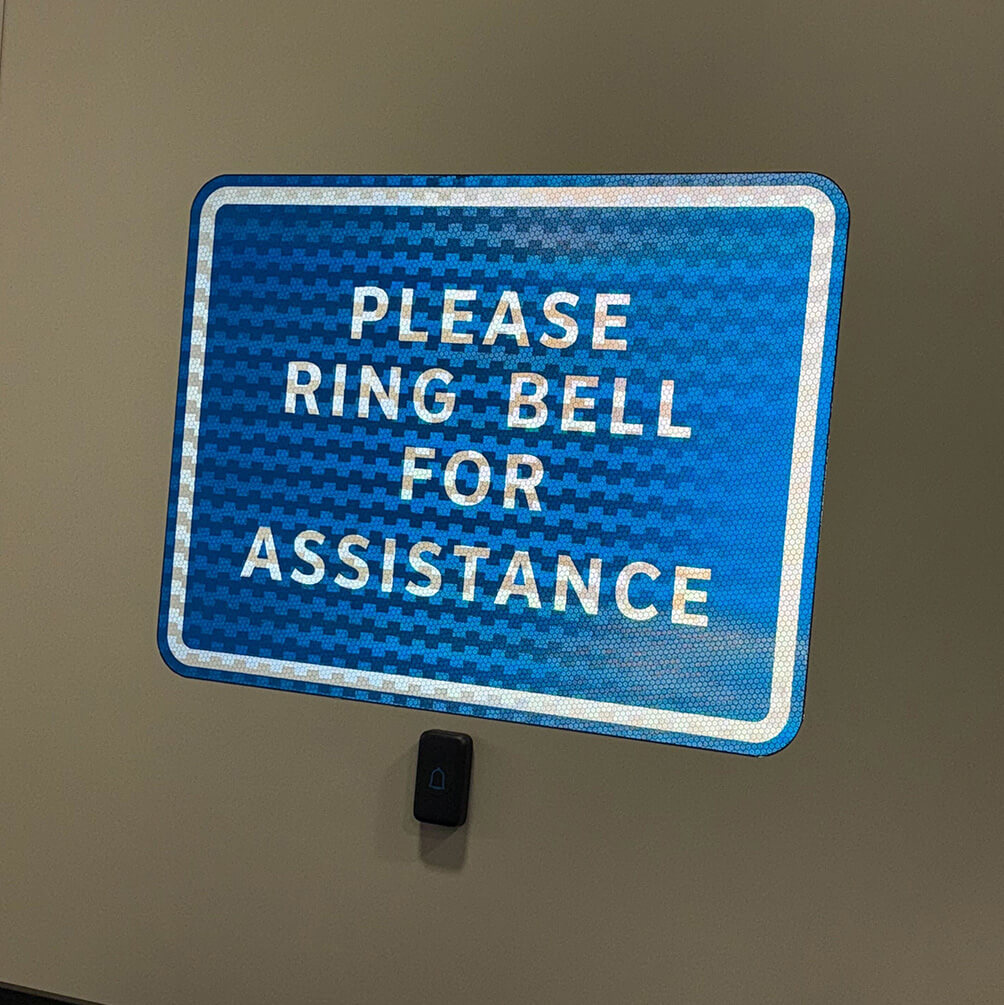 PLEASE
RING BELL
FOR
ASSISTANCE